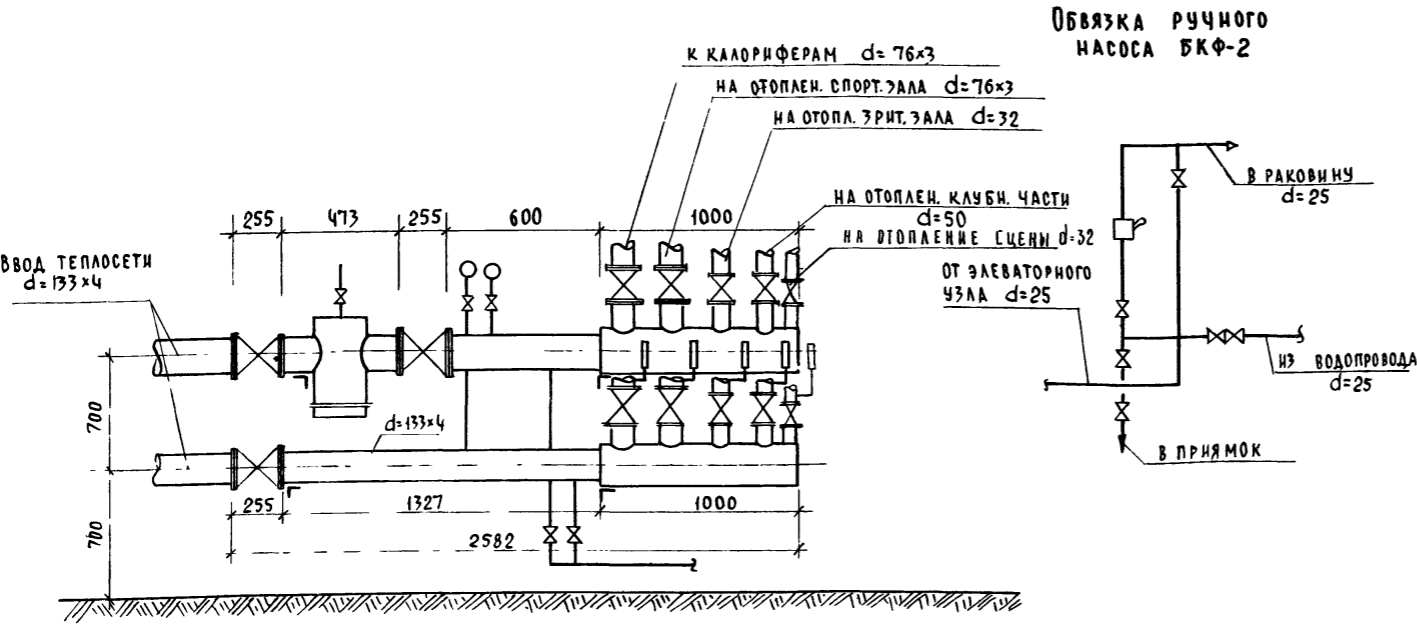 ОБВЯЗКА РУЧНОГО
НАСОСА БКФ-2
К КАЛОРИФЕРАМ d= 76×3
НА ОТОПЛЕН. СПОРТ. ЗАЛА d=76×3
НА ОТОПЛ. ЗРИТ. ЗАЛА d=32
НА ОТОПЛЕН. КЛУБН. ЧАСТИ
d=50
НА ОТОПЛЕНИЕ СЦЕНЫ d=32
255
473
255
600
1000
ВВОД ТЕПЛОСЕТИ
d=133×4
d=133×4
700
700
255
1327
1000
2582
В РАКОВИНУ
d=25
ОТ ЭЛЕВАТОРНОГО
УЗЛА d=25
ИЗ ВОДОПРОВОДА
d=25
В ПРИЯМОК